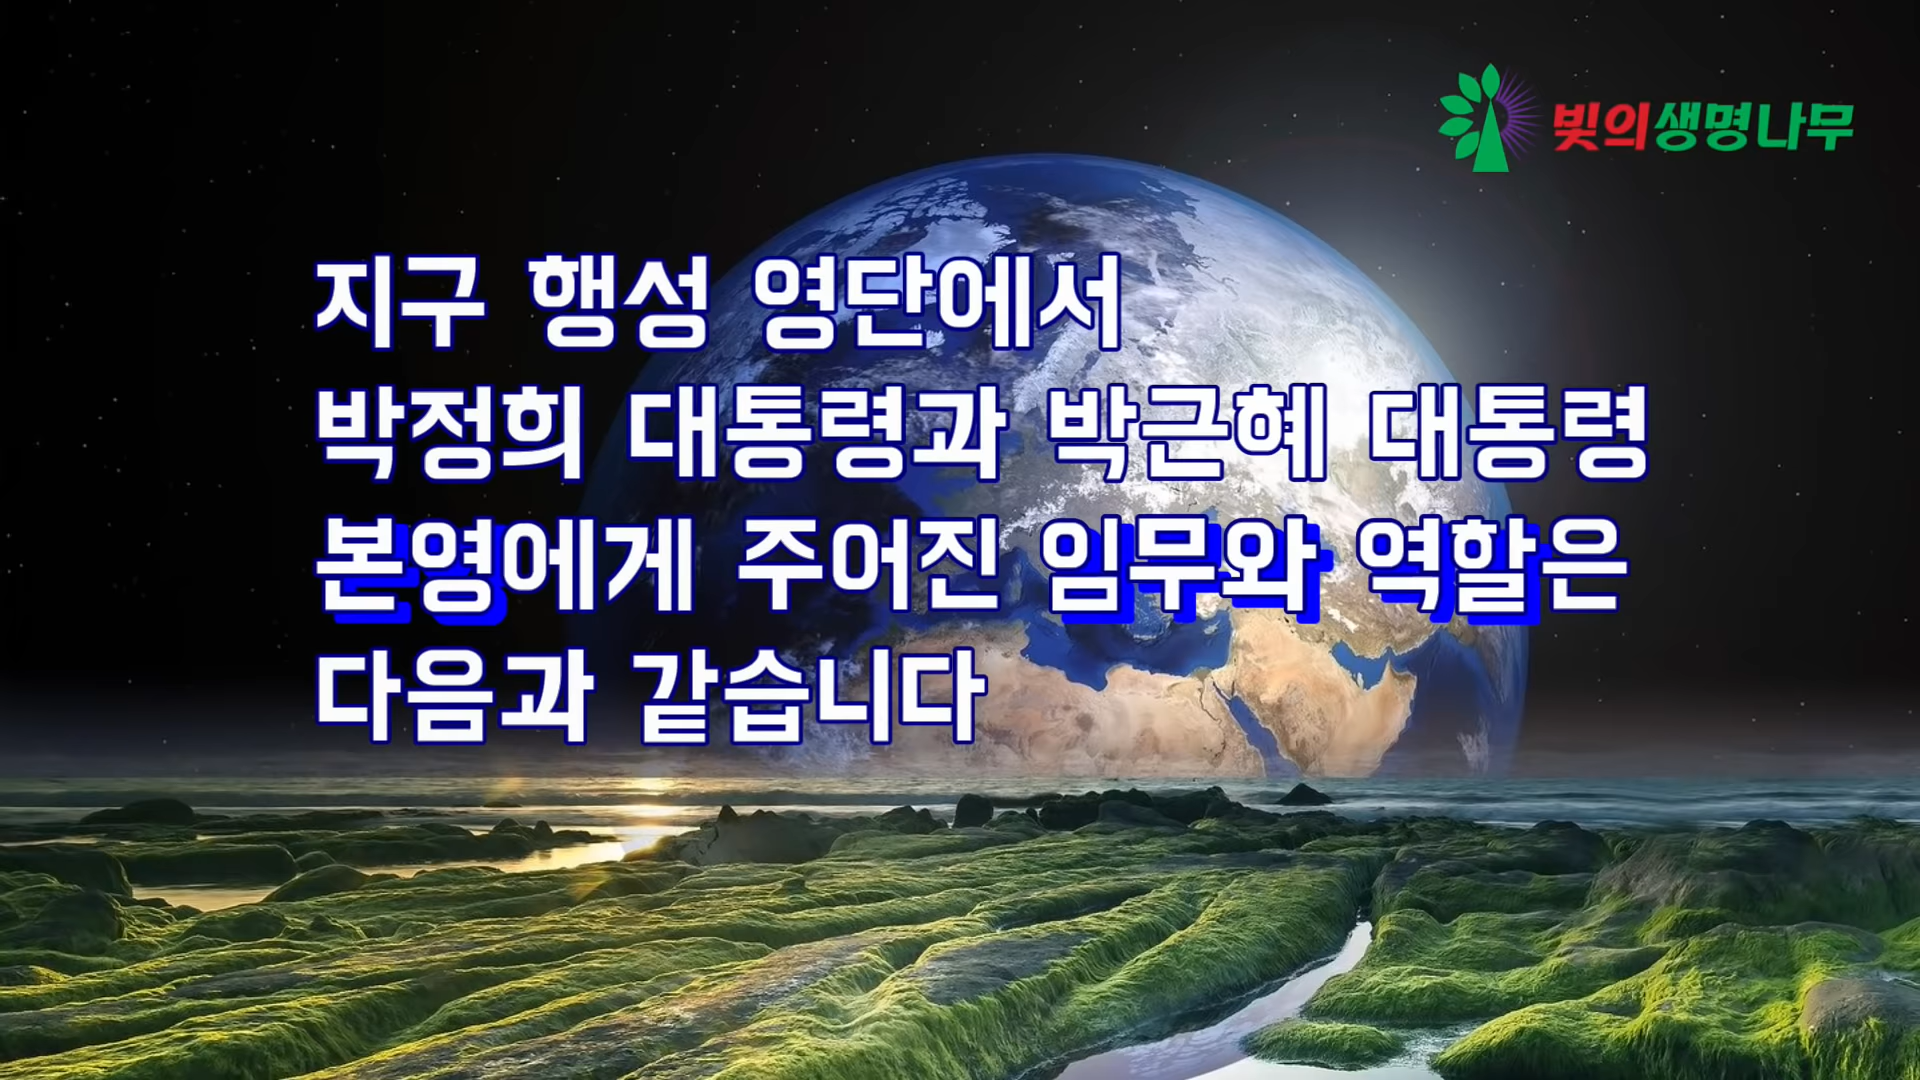 빛의생명나무
지구 행성 영단에서
박정희 대통령과 박근혜 대통령
본영에게 주어진 임무와 역할은
다음과 같습니다